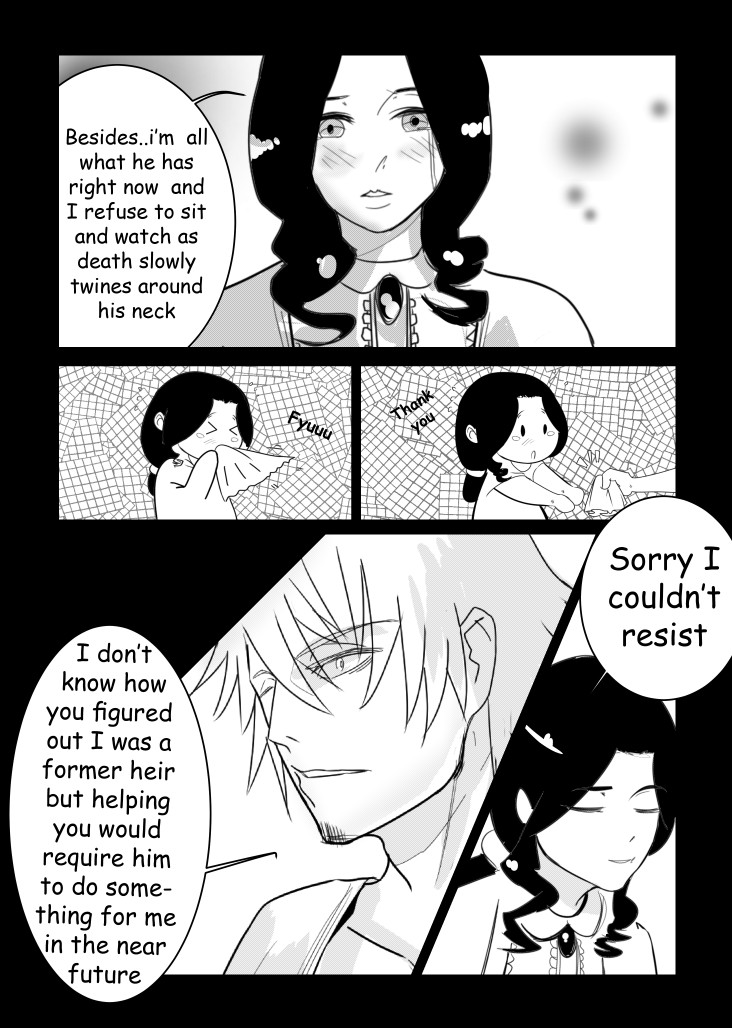 Besides..i'm all
what he has
right now and
I refuse to sit
and watch as
death slowly
twines around
his neck
Fyuuu
Thank
you
Sorry I
couldn't
resist
I don't
know how
you figured
out I was a
former heir
but helping
you would
require him
to do some-
thing for me
in the near
future